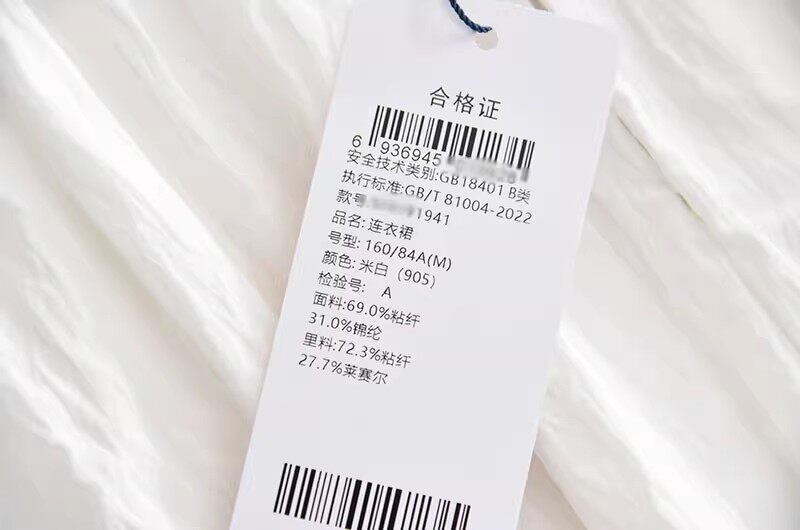 合格证
6 936945
安全技术类别:GB18401 B类
执行标准:GB/T 81004-2022
款号: 1941
品名: 连衣裙
号型: 160/84A(M)
颜色: 米白（905）
检验号: A
面料:69.0%粘纤
31.0%锦纶
里料:72.3%粘纤
27.7%莱赛尔